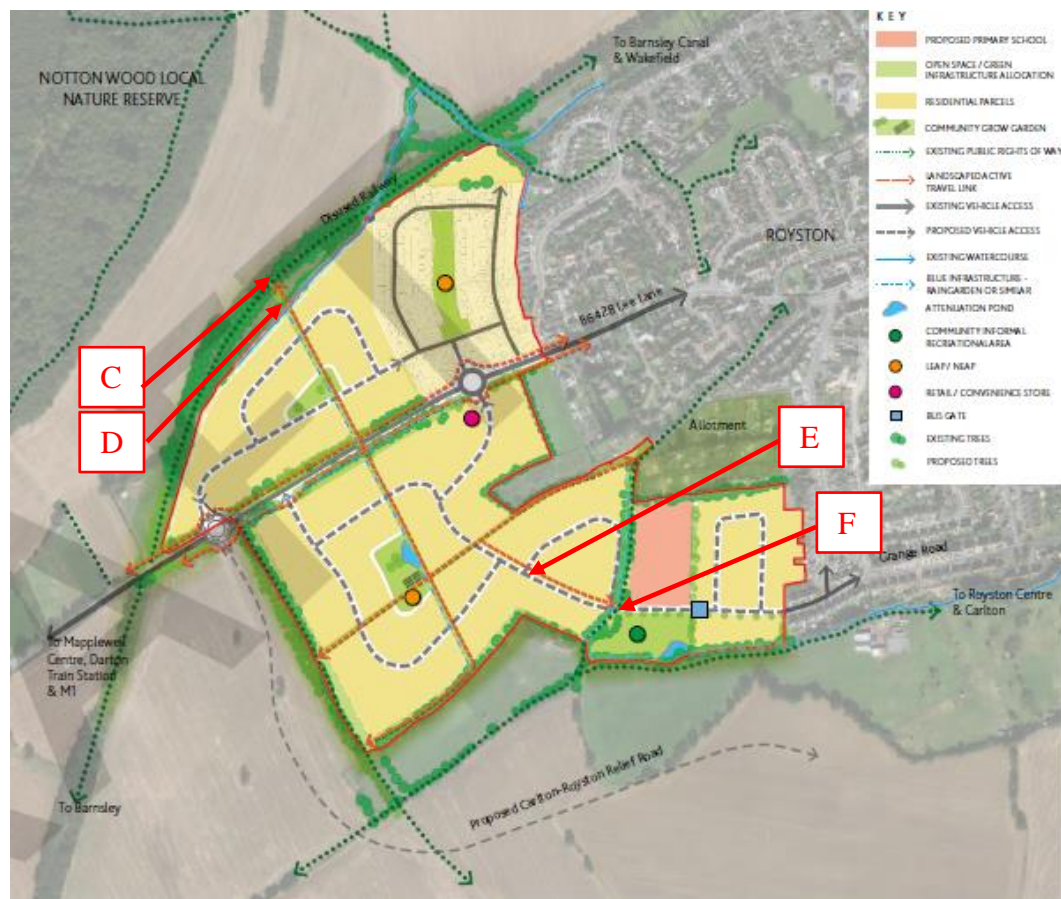 NOTTON WOOD LOCAL
NATURE RESERVE
To Barnsley Canal
& Wakefield
Disused Railway
ROYSTON
B6428 Lee Lane
C
D
E
F
Allotment
Grange Road
To Royston Centre
& Carlton
To Mapplewell
Centre, Darton
Train Station
& M1
To Barnsley
Proposed Carlton-Royston Relief Road
KEY
PROPOSED PRIMARY SCHOOL
OPEN SPACE / GREEN
INFRASTRUCTURE ALLOCATION
RESIDENTIAL PARCELS
COMMUNITY GROW GARDEN
EXISTING PUBLIC RIGHTS OF WAY
LANDSCAPED ACTIVE
TRAVEL LINK
EXISTING VEHICLE ACCESS
PROPOSED VEHICLE ACCESS
EXISTING WATERCOURSE
BLUE INFRASTRUCTURE -
RAINGARDEN OR SIMILAR
ATTENUATION POND
COMMUNITY INFORMAL
RECREATIONAL AREA
LEAP / NEAP
RETAIL / CONVENIENCE STORE
BUS GATE
EXISTING TREES
PROPOSED TREES